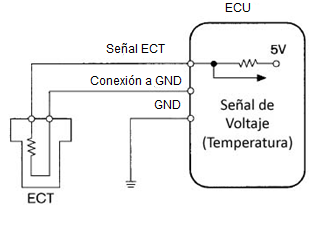 ECU
Señal ECT
5V
Conexión a GND
GND
Señal de
Voltaje
(Temperatura)
ECT